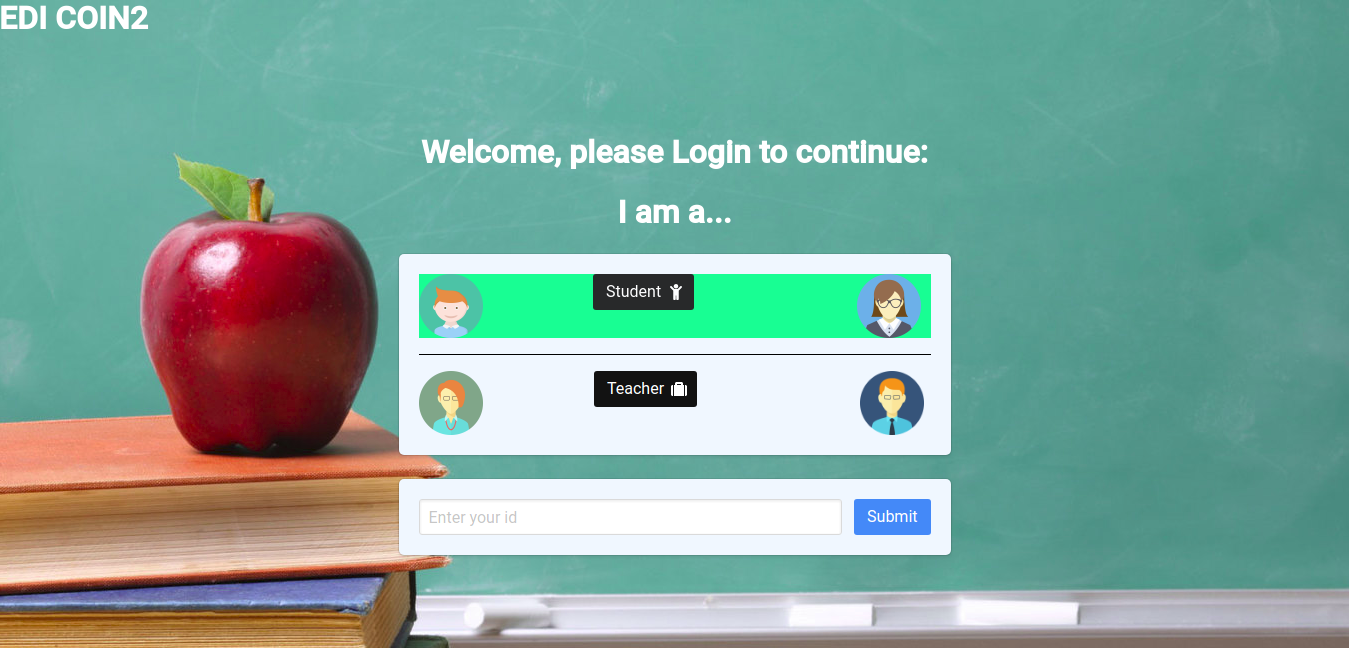 EDI COIN2
Welcome, please Login to continue:
I am a...
Student
Teacher
Enter your id
Submit